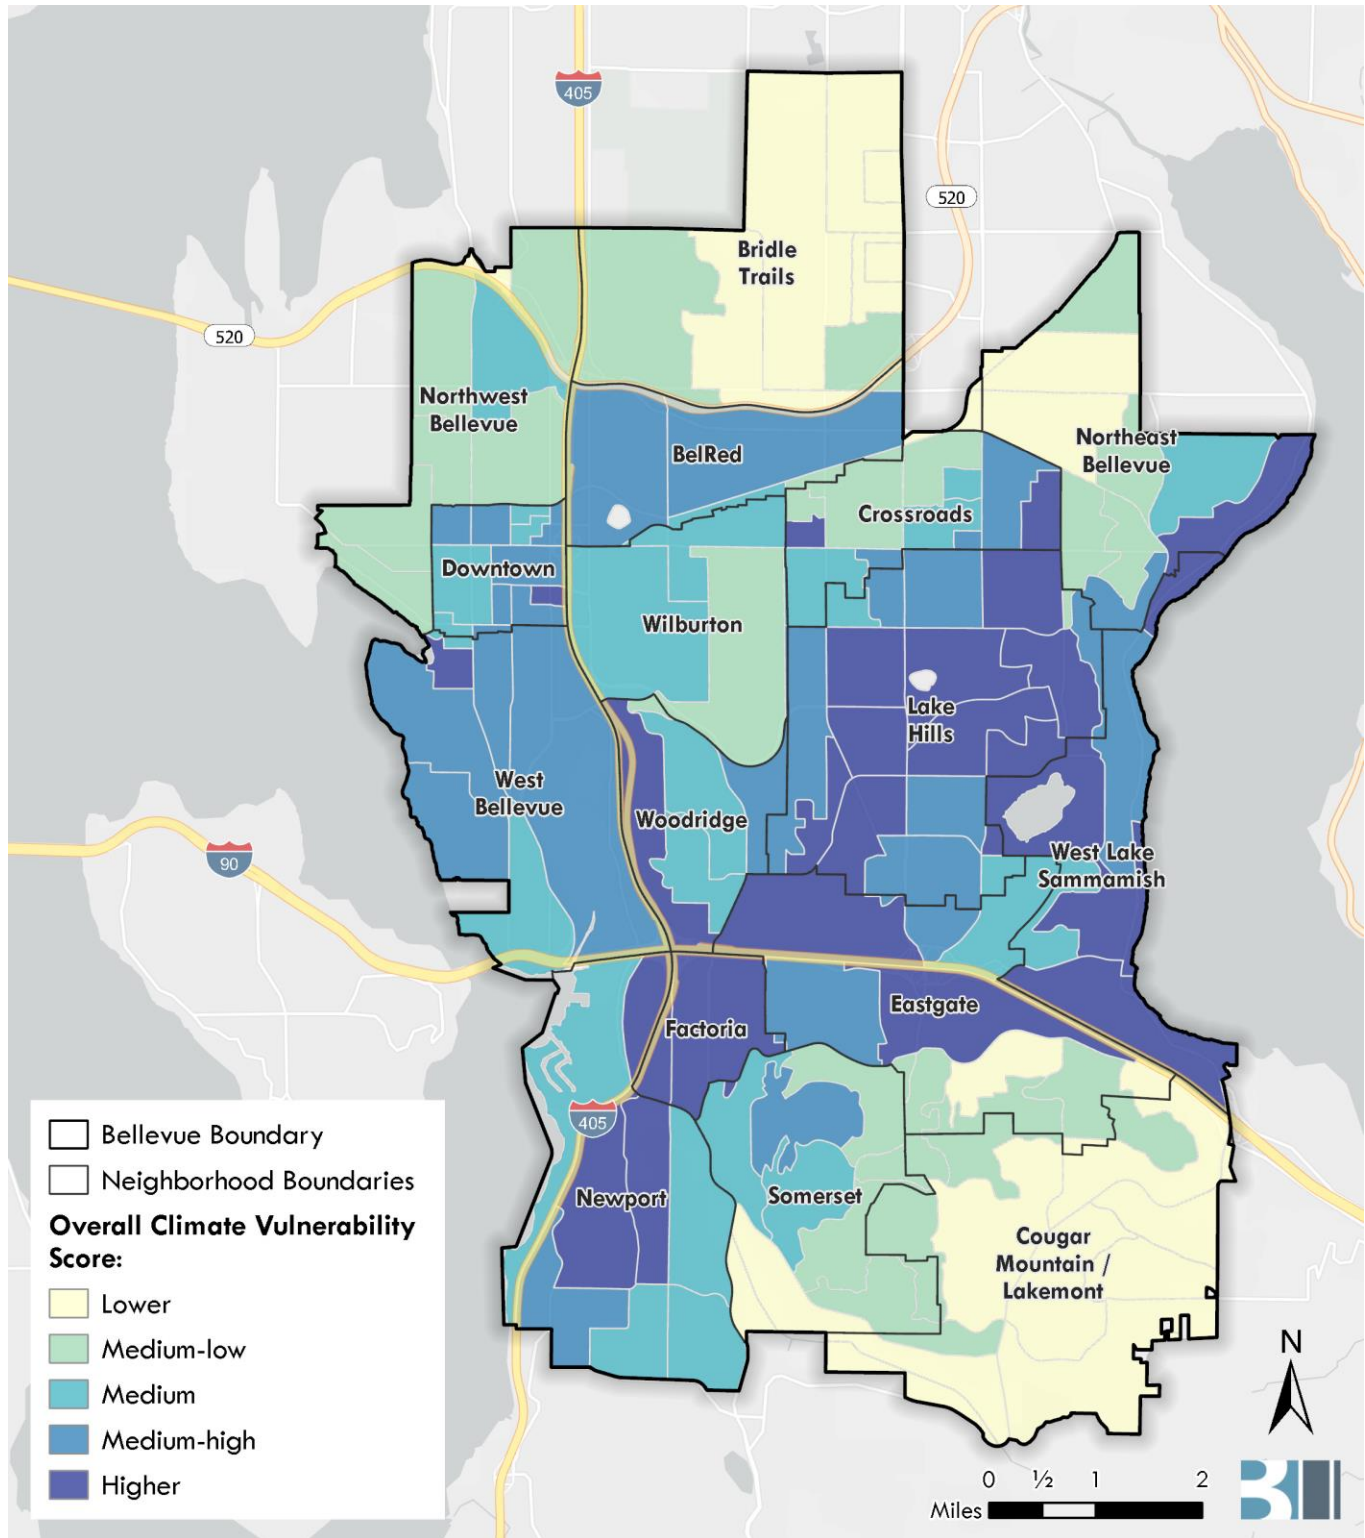 405
520
Bridle
Trails
520
Northwest
Bellevue
Northeast
Bellevue
BelRed
Crossroads
Downtown
Wilburton
Lake
Hills
West
Bellevue
Woodridge
90
West Lake
Sammamish
Eastgate
Factoria
405
Newport
Somerset
Cougar
Mountain /
Lakemont
Bellevue Boundary
Neighborhood Boundaries
Overall Climate Vulnerability
Score:
Lower
Medium-low
Medium
Medium-high
Higher
N
0 ½ 1 2
Miles